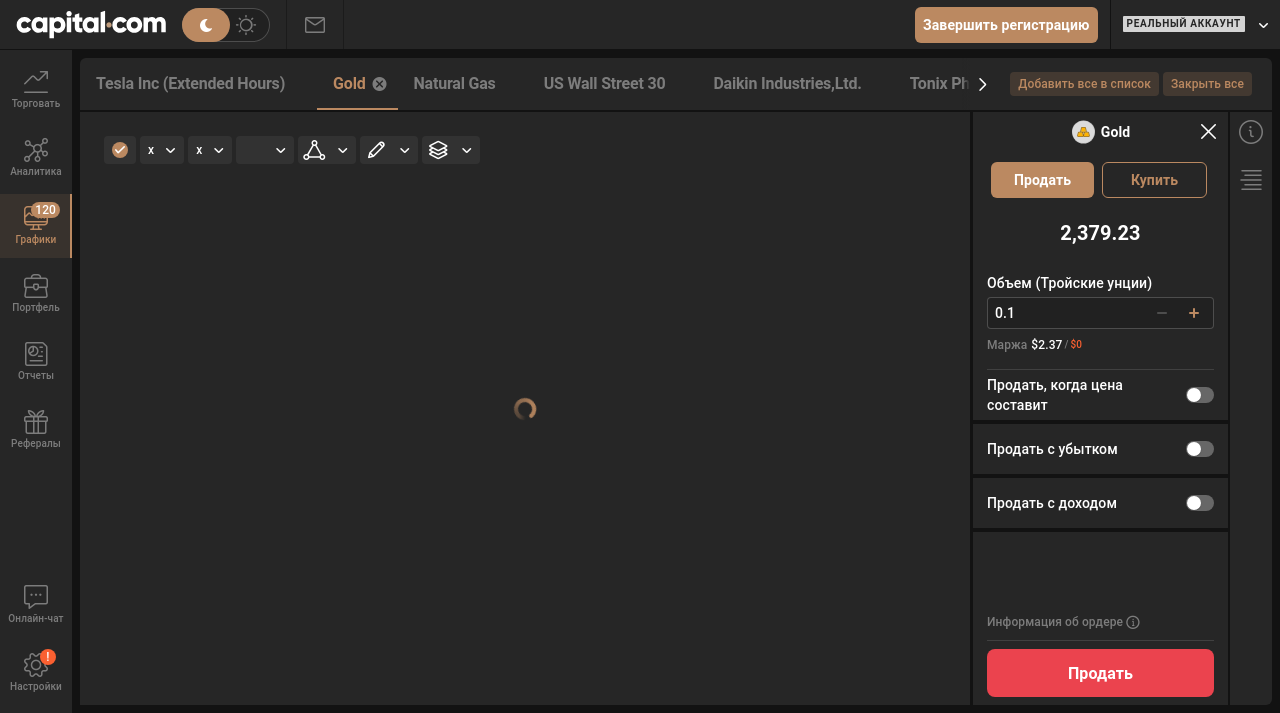 capital.com
Завершить регистрацию
РЕАЛЬНЫЙ АККАУНТ
Торговать
Аналитика
120
Графики
Портфель
Отчеты
Рефералы
Онлайн-чат
!
Настройки
Tesla Inc (Extended Hours)
Gold
Natural Gas
US Wall Street 30
Daikin Industries,Ltd.
Tonix Ph
Добавить все в список
Закрыть все
x
x
Gold
Продать
Купить
2,379.23
Объем (Тройские унции)
0.1
Маржа $2.37 / $0
Продать, когда цена
составит
Продать с убытком
Продать с доходом
Информация об ордере
Продать